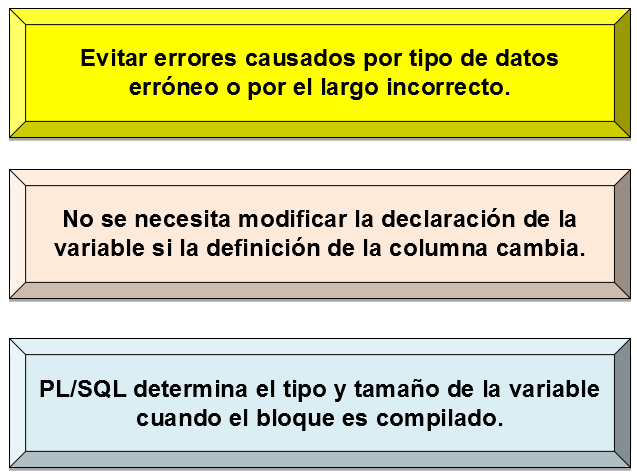 Evitar errores causados por tipo de datos
erróneo o por el largo incorrecto.
No se necesita modificar la declaración de la
variable si la definición de la columna cambia.
PL/SQL determina el tipo y tamaño de la variable
cuando el bloque es compilado.